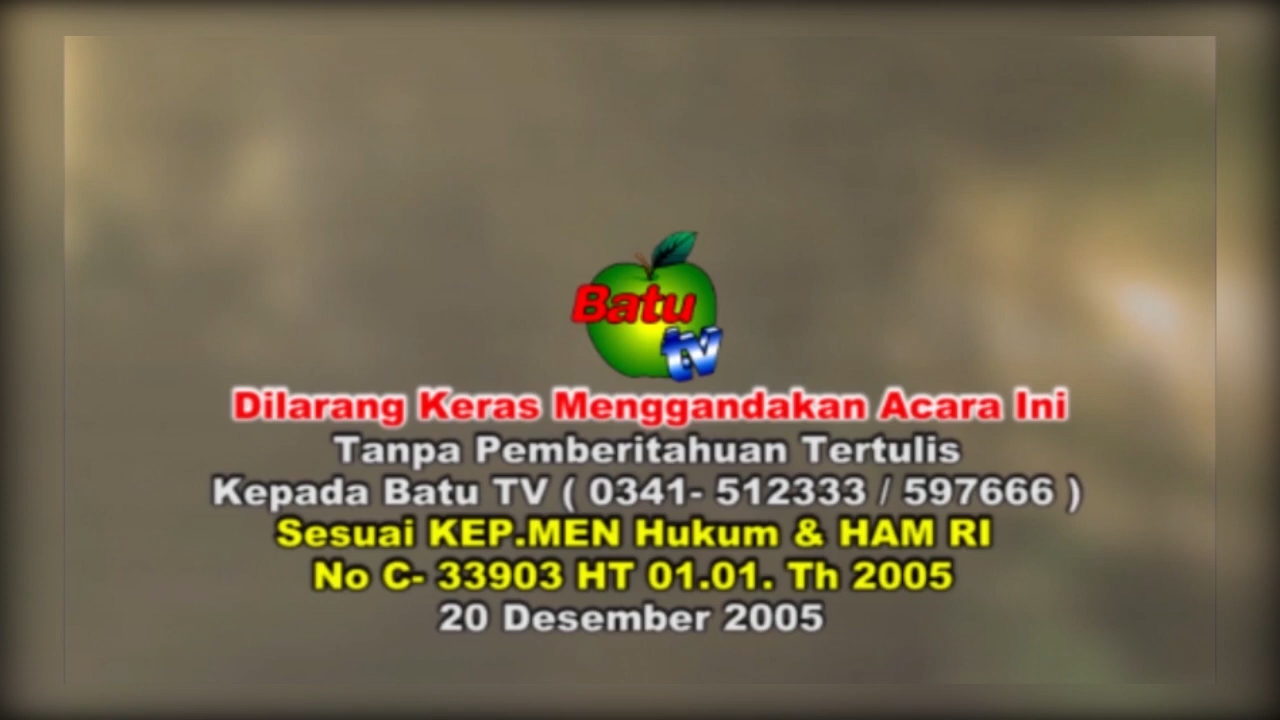 Batu
tv
Dilarang Keras Menggandakan Acara Ini
Tanpa Pemberitahuan Tertulis
Kepada Batu TV ( 0341- 512333 / 597666 )
Sesuai KEP.MEN Hukum & HAM RI
No C- 33903 HT 01.01. Th 2005
20 Desember 2005